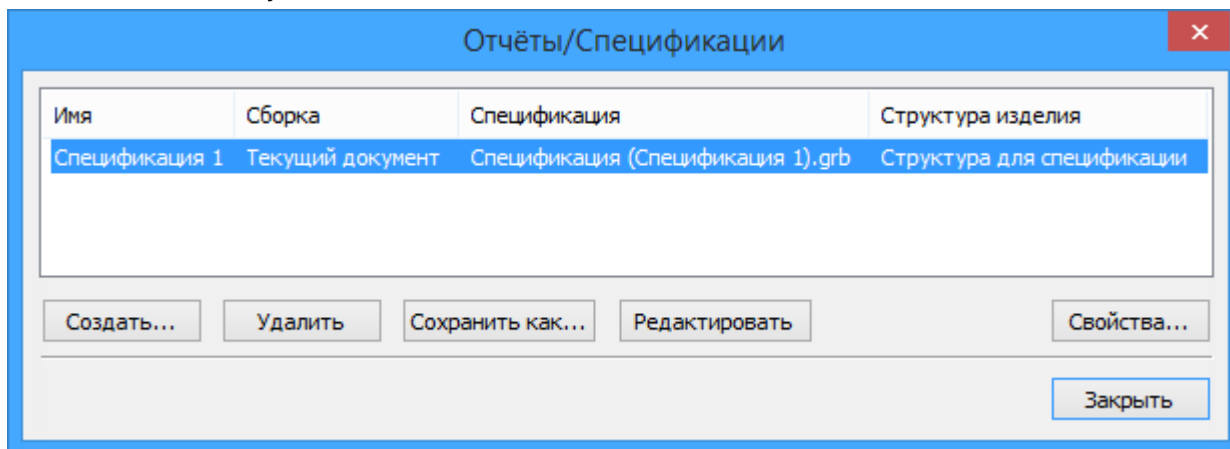 Отчёты/Спецификации
Имя Сборка Спецификация Структура изделия
Спецификация 1 Текущий документ Спецификация (Спецификация 1).grb Структура для спецификации
Создать... Удалить Сохранить как... Редактировать Свойства...
Закрыть